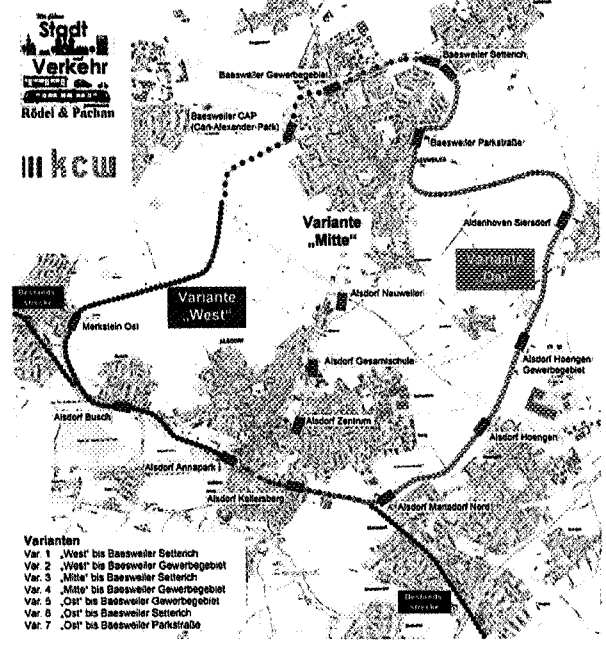 Stadt
Verkehr
Rödel & Pachan
kcw
Baesweiler Setterich
Baesweiler Gewerbegebiet
Baesweiler CAP
(Carl-Alexander-Park)
Baesweiler Parkstraße
Variante
„Mitte“
Aldenhoven Siersdorf
Variante
Ost
Bestands
strecke
Variante
„West“
Alsdorf Neuweiler
Merkstein Ost
ALSDORF
Alsdorf Gesamtschule
Alsdorf Hoengen
Gewerbegebiet
Alsdorf Busch
Alsdorf Zentrum
Alsdorf Hoengen
Alsdorf Annapark
Alsdorf Kellersberg
Alsdorf Mariadorf Nord
Varianten
Var. 1 „West“ bis Baesweiler Setterich
Var. 2 „West“ bis Baesweiler Gewerbegebiet
Var. 3 „Mitte“ bis Baesweiler Setterich
Var. 4 „Mitte“ bis Baesweiler Gewerbegebiet
Var. 5 „Ost“ bis Baesweiler Gewerbegebiet
Var. 6 „Ost“ bis Baesweiler Setterich
Var. 7 „Ost“ bis Baesweiler Parkstraße
Bestands
strecke